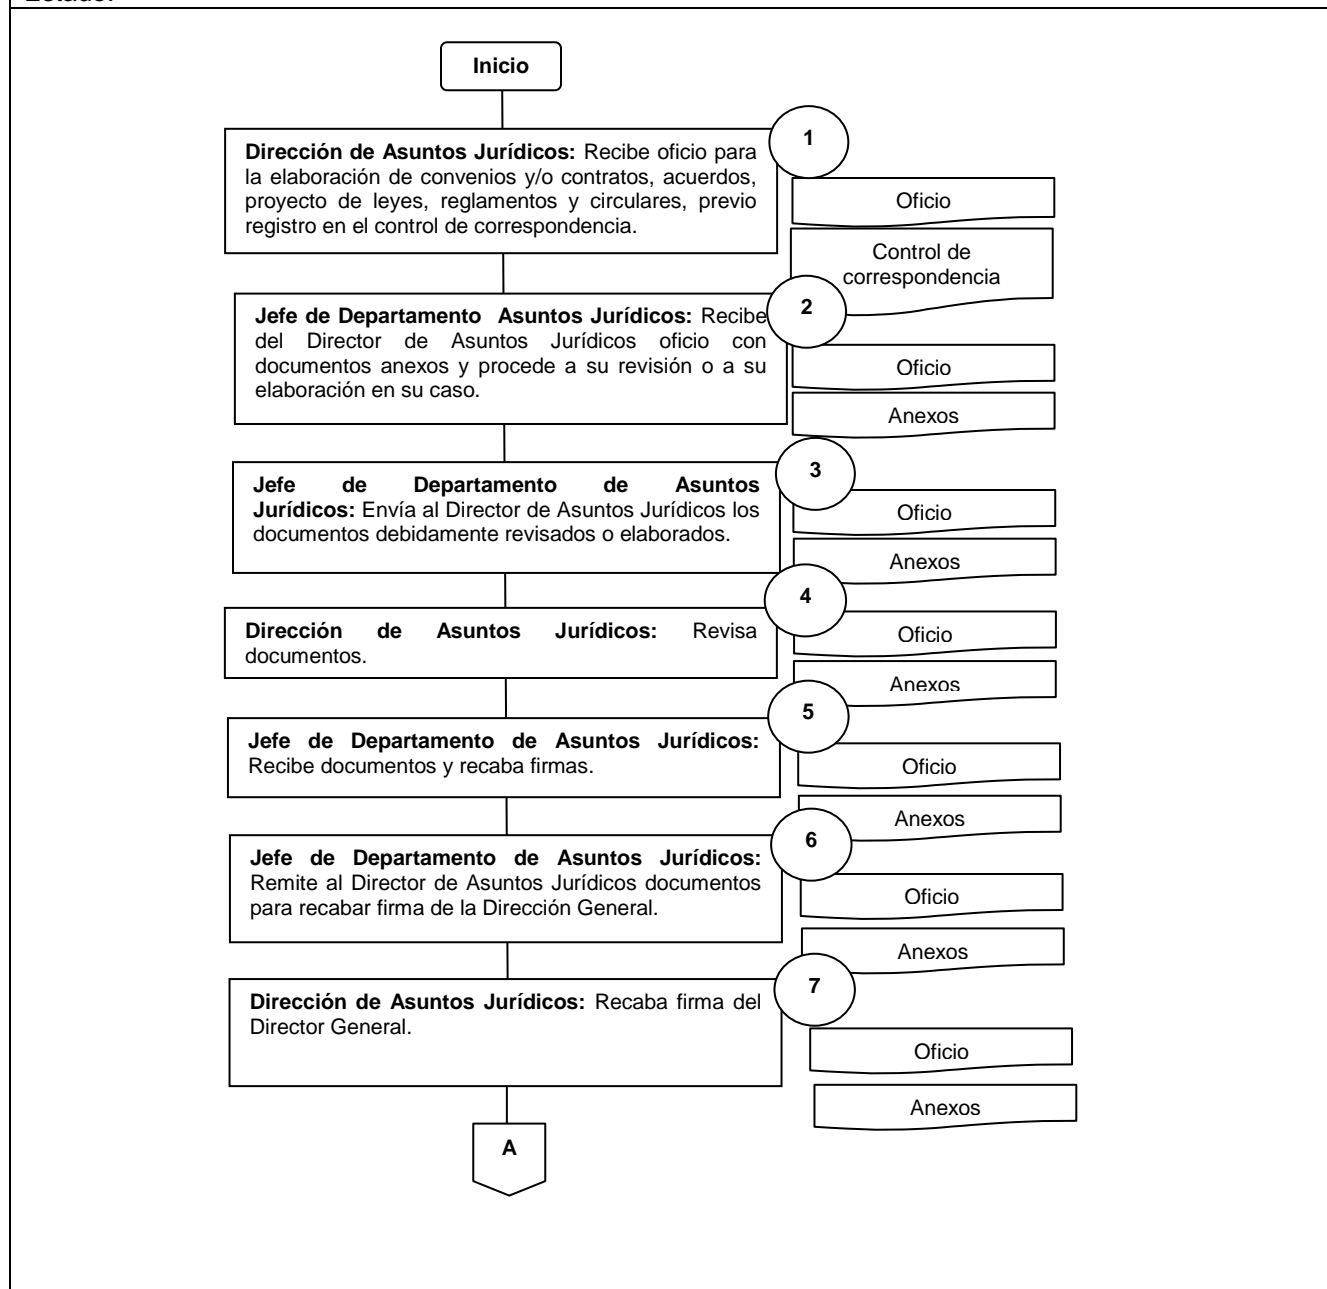 Inicio
1
Dirección de Asuntos Jurídicos: Recibe oficio para
la elaboración de convenios y/o contratos, acuerdos,
proyecto de leyes, reglamentos y circulares, previo
registro en el control de correspondencia.
Oficio
Control de
correspondencia
2
Jefe de Departamento Asuntos Jurídicos: Recibe
del Director de Asuntos Jurídicos oficio con
documentos anexos y procede a su revisión o a su
elaboración en su caso.
Oficio
Anexos
3
Jefe de Departamento de Asuntos
Jurídicos: Envía al Director de Asuntos Jurídicos los
documentos debidamente revisados o elaborados.
Oficio
Anexos
4
Dirección de Asuntos Jurídicos: Revisa
documentos.
Oficio
Anexos
5
Jefe de Departamento de Asuntos Jurídicos:
Recibe documentos y recaba firmas.
Oficio
Anexos
6
Jefe de Departamento de Asuntos Jurídicos:
Remite al Director de Asuntos Jurídicos documentos
para recabar firma de la Dirección General.
Oficio
Anexos
7
Dirección de Asuntos Jurídicos: Recaba firma del
Director General.
Oficio
Anexos
A